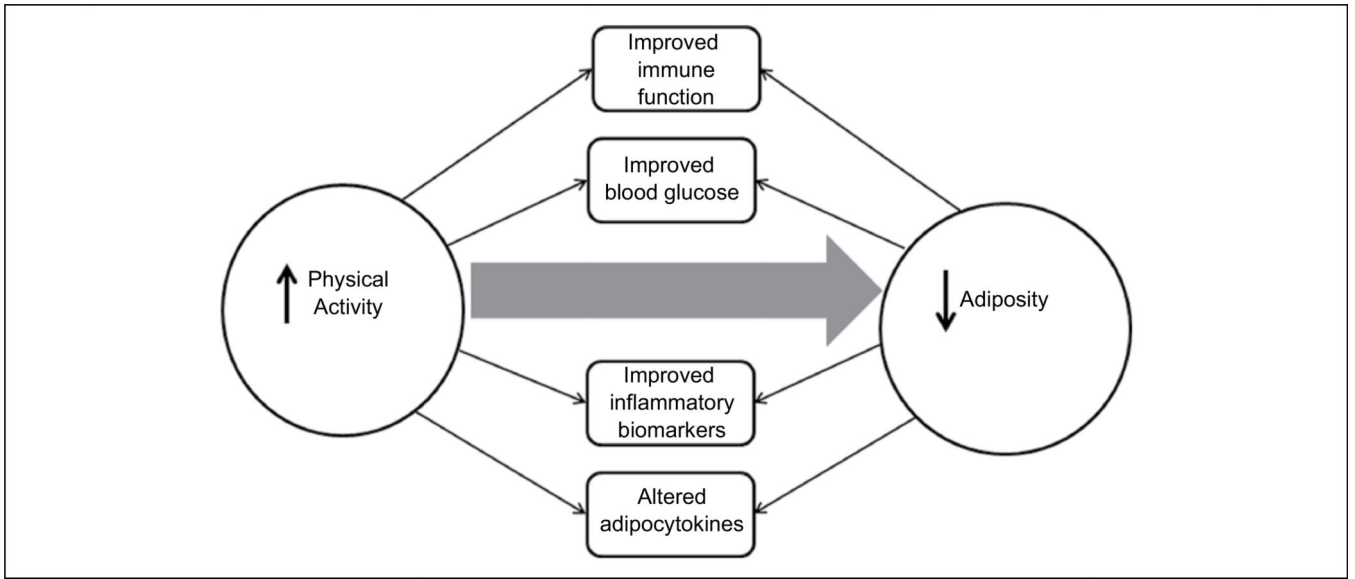 Improved
immune
function
Improved
blood glucose
Physical
Activity
Adiposity
Improved
inflammatory
biomarkers
Altered
adipocytokines